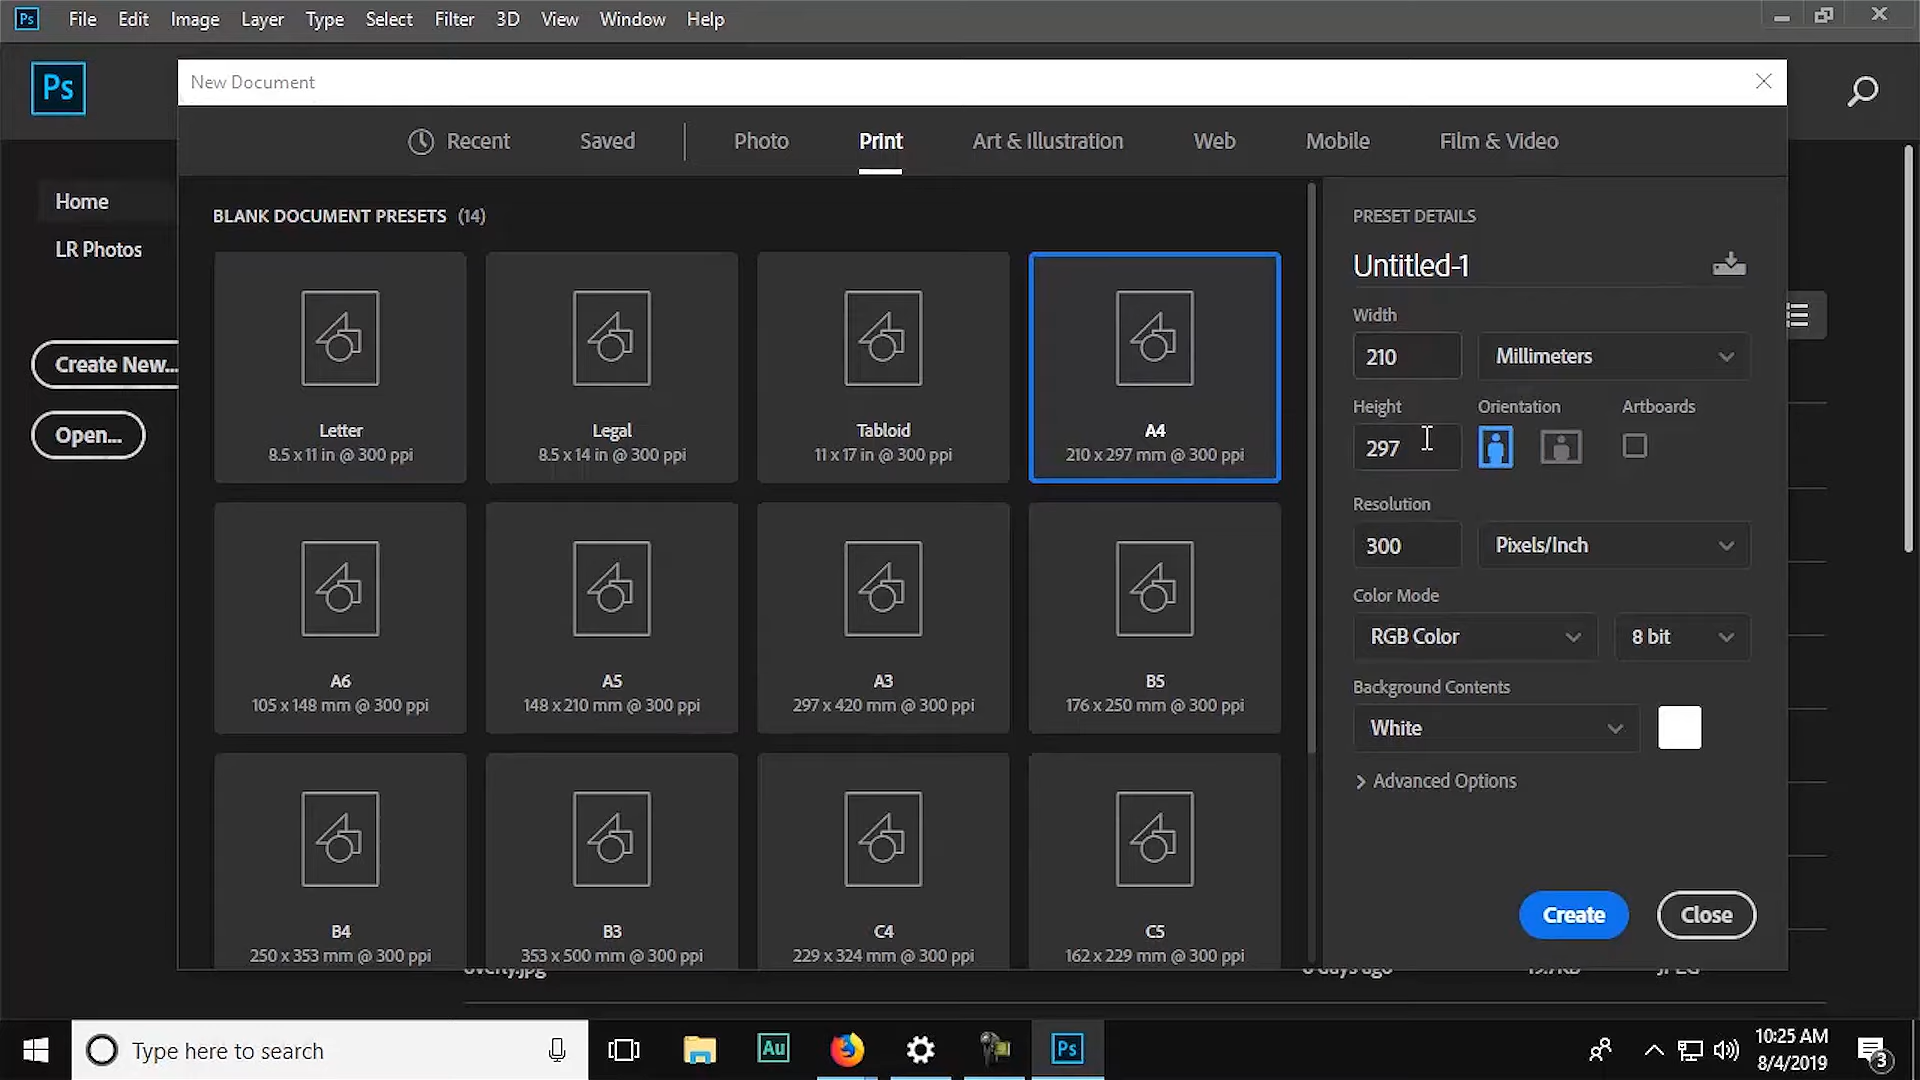 Ps File Edit Image Layer Type Select Filter 3D View Window Help
Ps
New Document
Recent Saved Photo Print Art & Illustration Web Mobile Film & Video
Home
LR Photos
Create New...
Open...
BLANK DOCUMENT PRESETS (14)
Letter
8.5 x 11 in @ 300 ppi
Legal
8.5 x 14 in @ 300 ppi
Tabloid
11 x 17 in @ 300 ppi
A4
210 x 297 mm @ 300 ppi
A6
105 x 148 mm @ 300 ppi
A5
148 x 210 mm @ 300 ppi
A3
297 x 420 mm @ 300 ppi
B5
176 x 250 mm @ 300 ppi
B4
250 x 353 mm @ 300 ppi
B3
353 x 500 mm @ 300 ppi
C4
229 x 324 mm @ 300 ppi
C5
162 x 229 mm @ 300 ppi
PRESET DETAILS
Untitled-1
Width
210 Millimeters
Height Orientation Artboards
297
Resolution
300 Pixels/Inch
Color Mode
RGB Color 8 bit
Background Contents
White
Advanced Options
Create Close
Type here to search
Au
Ps
10:25 AM
8/4/2019
3